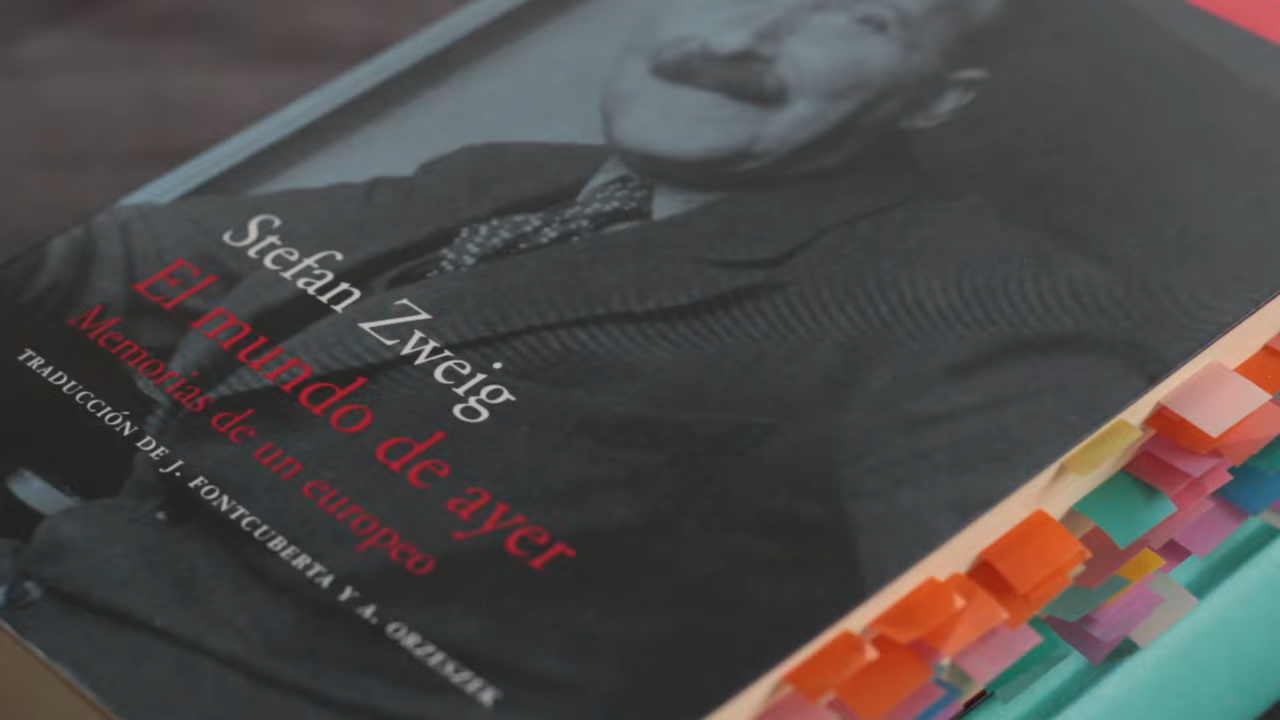 Stefan Zweig
El mundo de ayer
Memorias de un europeo
TRADUCCIÓN DE J. FONTCUBERTA Y A. ORZESZEK